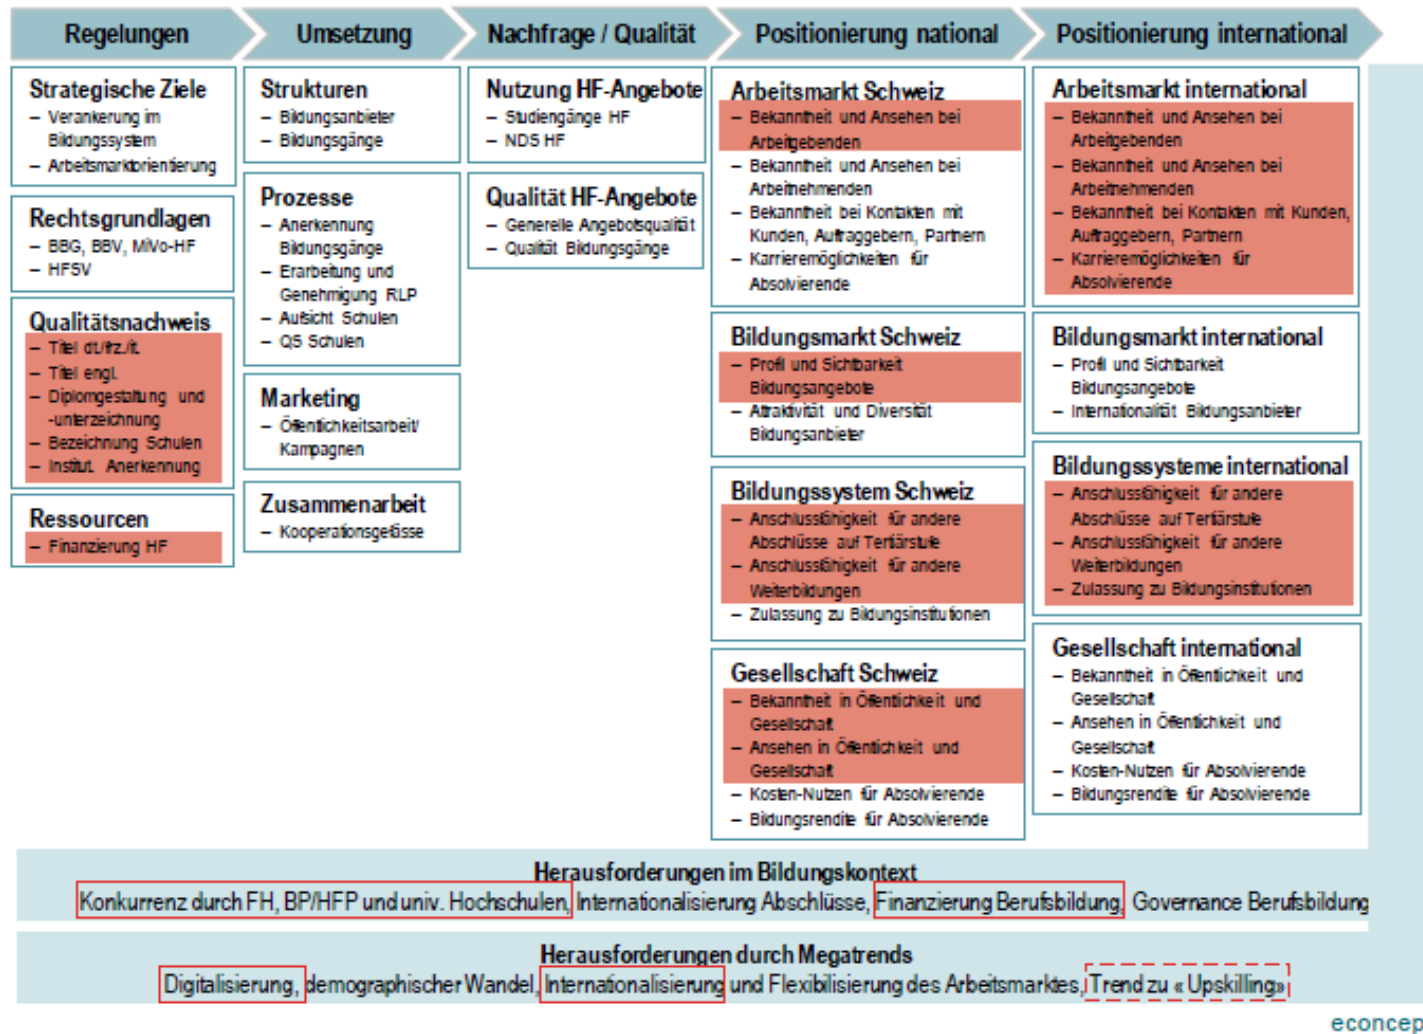 Regelungen
Umsetzung
Nachfrage / Qualität
Positionierung national
Positionierung international
Strategische Ziele
– Verankerung im
Bildungssystem
– Arbeitsmarktorientierung
Rechtsgrundlagen
– BBG, BBV, MiVo-HF
– HFSV
Qualitätsnachweis
– Titel dt./frz./it.
– Titel engl.
– Diplomgestaltung und
-unterzeichnung
– Bezeichnung Schulen
– Institut. Anerkennung
Ressourcen
– Finanzierung HF
Strukturen
– Bildungsanbieter
– Bildungsgänge
Prozesse
– Anerkennung
Bildungsgänge
– Erarbeitung und
Genehmigung RLP
– Aufsicht Schulen
– QS Schulen
Marketing
– Öffentlichkeitsarbeit/
Kampagnen
Zusammenarbeit
– Kooperationsgefässe
Nutzung HF-Angebote
– Studiengänge HF
– NDS HF
Qualität HF-Angebote
– Generelle Angebotsqualität
– Qualität Bildungsgänge
Arbeitsmarkt Schweiz
– Bekanntheit und Ansehen bei
Arbeitgebenden
– Bekanntheit und Ansehen bei
Arbeitnehmenden
– Bekanntheit bei Kontakten mit
Kunden, Auftraggebern, Partnern
– Karrieremöglichkeiten für
Absolvierende
Bildungsmarkt Schweiz
– Profil und Sichtbarkeit
Bildungsangebote
– Attraktivität und Diversität
Bildungsanbieter
Bildungssystem Schweiz
– Anschlussfähigkeit für andere
Abschlüsse auf Tertiärstufe
– Anschlussfähigkeit für andere
Weiterbildungen
– Zulassung zu Bildungsinstitutionen
Gesellschaft Schweiz
– Bekanntheit in Öffentichkeit und
Gesellschaft
– Ansehen in Öffentichkeit und
Gesellschaft
– Kosten-Nutzen für Absolvierende
– Bildungsrendite für Absolvierende
Arbeitsmarkt international
– Bekanntheit und Ansehen bei
Arbeitgebenden
– Bekanntheit und Ansehen bei
Arbeitnehmenden
– Bekanntheit bei Kontakten mit Kunden,
Auftraggebern, Partnern
– Karrieremöglichkeiten für
Absolvierende
Bildungsmarkt international
– Profil und Sichtbarkeit
Bildungsangebote
– Internationalität Bildungsanbieter
Bildungssysteme international
– Anschlussfähigkeit für andere
Abschlüsse auf Tertiärstufe
– Anschlussfähigkeit für andere
Weiterbildungen
– Zulassung zu Bildungsinstitutionen
Gesellschaft international
– Bekanntheit in Öffentichkeit und
Gesellschaft
– Ansehen in Öffentichkeit und
Gesellschaft
– Kosten-Nutzen für Absolvierende
– Bildungsrendite für Absolvierende
Herausforderungen im Bildungskontext
Konkurrenz durch FH, BP/HFP und univ. Hochschulen, Internationalisierung Abschlüsse, Finanzierung Berufsbildung, Governance Berufsbildung
Herausforderungen durch Megatrends
Digitalisierung, demographischer Wandel, Internationalisierung und Flexibilisierung des Arbeitsmarktes, Trend zu « Upskilling»
econcep